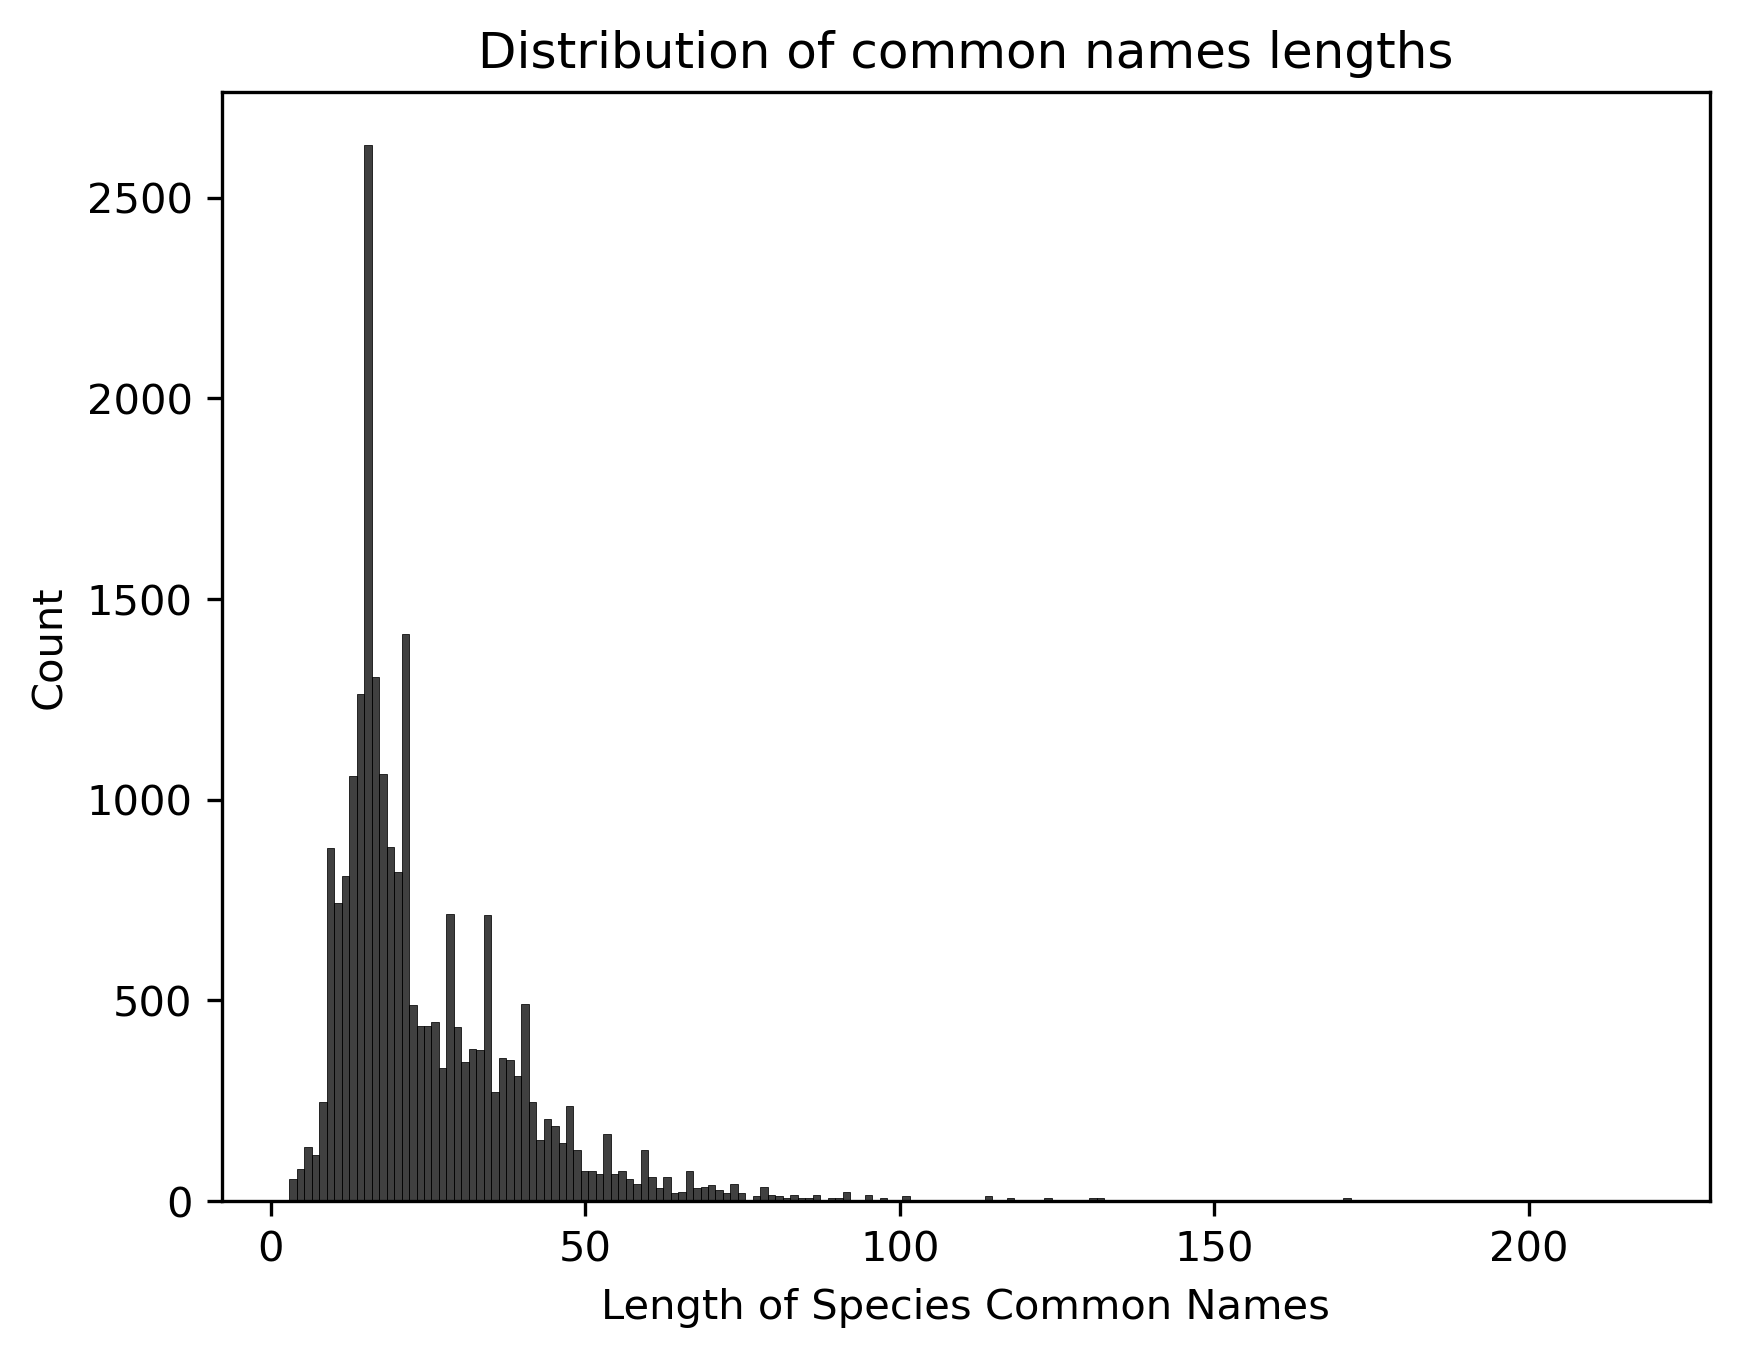 Distribution of common names lengths
Count
2500
2000
1500
1000
500
0
0 50 100 150 200
Length of Species Common Names